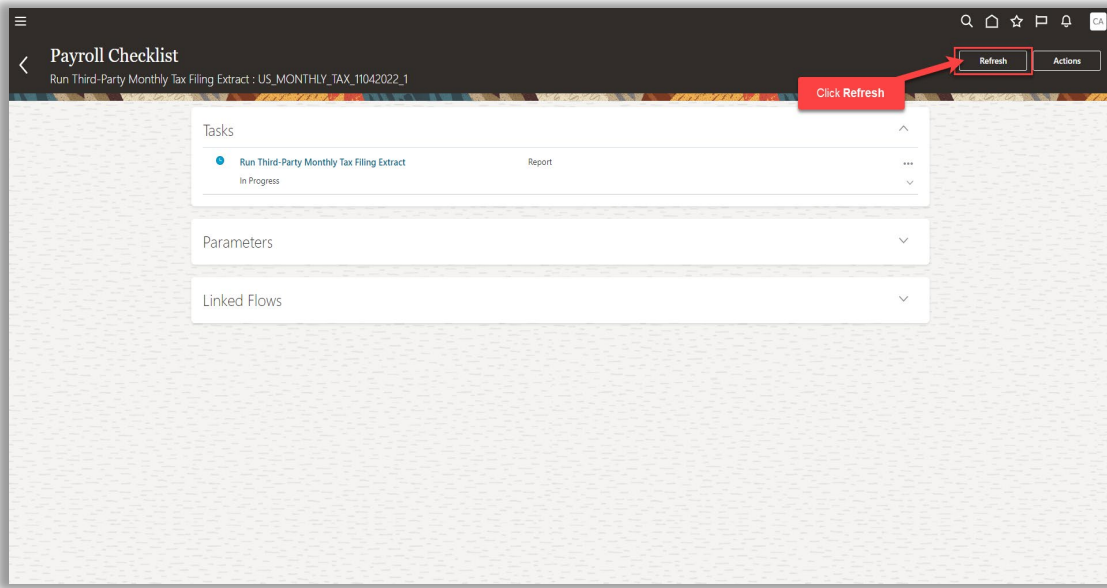 CA
Payroll Checklist
Run Third-Party Monthly Tax Filing Extract : US_MONTHLY_TAX_11042022_1
Refresh
Actions
Click Refresh
Tasks
Run Third-Party Monthly Tax Filing Extract
Report
In Progress
Parameters
Linked Flows